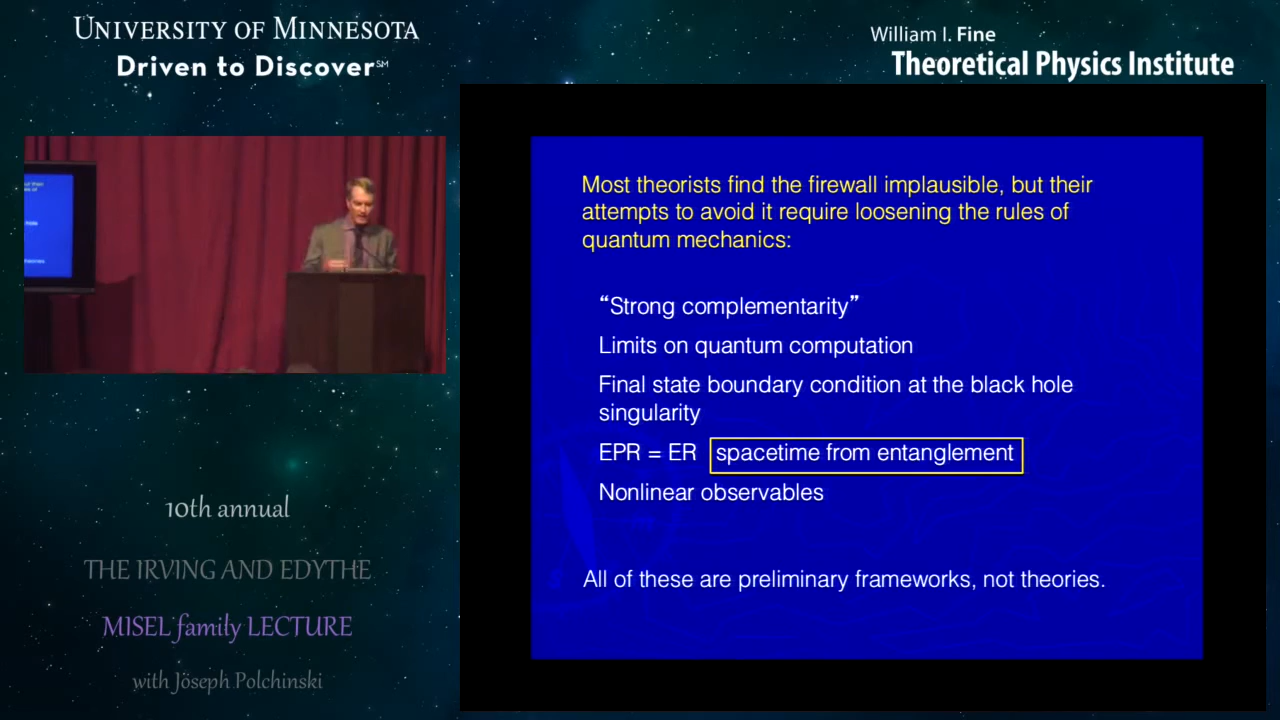 UNIVERSITY OF MINNESOTA
Driven to Discover℠
William I. Fine
Theoretical Physics Institute
Most theorists find the firewall implausible, but their
attempts to avoid it require loosening the rules of
quantum mechanics:
“Strong complementarity”
Limits on quantum computation
Final state boundary condition at the black hole
singularity
EPR = ER spacetime from entanglement
Nonlinear observables
All of these are preliminary frameworks, not theories.
10th annual
THE IRVING AND EDYTHE
MISEL family LECTURE
with Joseph Polchinski